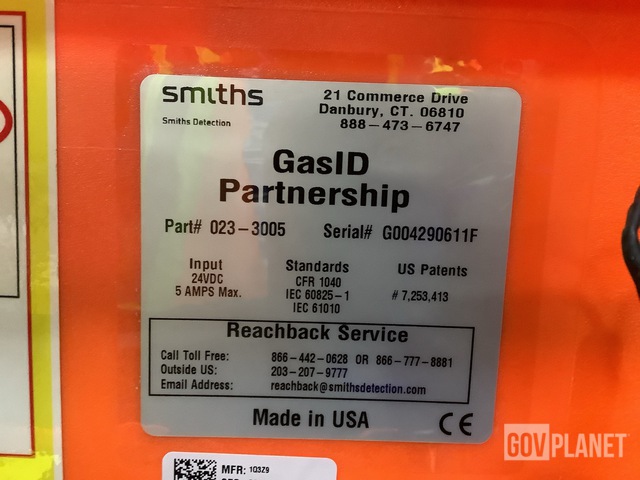 smiths
Smiths Detection
21 Commerce Drive
Danbury, CT. 06810
888-473-6747
GasID
Partnership
Part# 023-3005 Serial# G004290611F
Input
24VDC
5 AMPS Max.
Standards
CFR 1040
IEC 60825-1
IEC 61010
US Patents
# 7,253,413
Reachback Service
Call Toll Free: 866-442-0628 OR 866-777-8881
Outside US: 203-207-9777
Email Address: reachback@smithsdetection.com
Made in USA
CE
MFR: 1Q3Z9
GOVPLANET